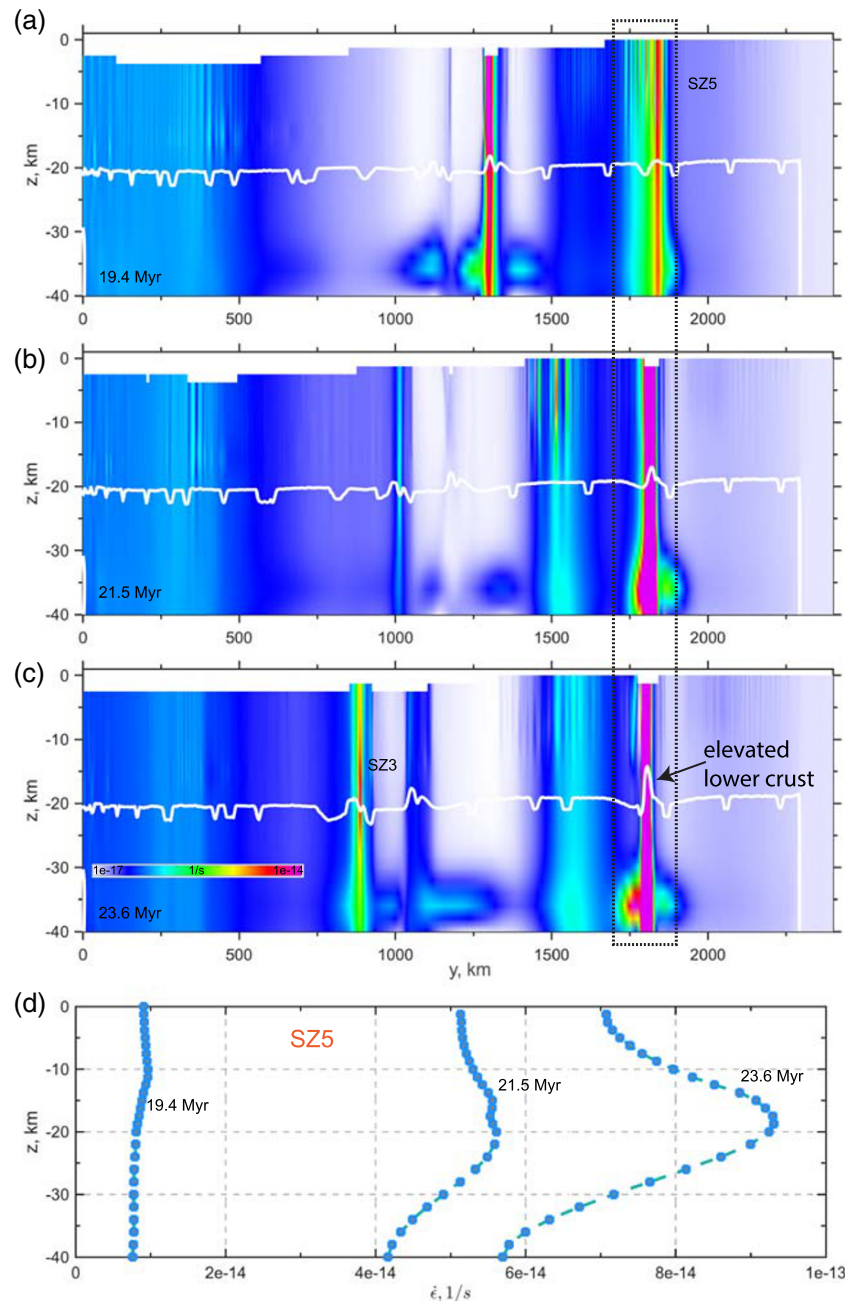 (a)
0
-10
-20
-30
-40
z, km
SZ5
19.4 Myr
0 500 1000 1500 2000
(b)
0
-10
-20
-30
-40
z, km
21.5 Myr
0 500 1000 1500 2000
(c)
0
-10
-20
-30
-40
z, km
SZ3
elevated
lower crust
1e-17 1/s 1e-14
23.6 Myr
0 500 1000 1500 2000
y, km
(d)
0
-10
-20
-30
-40
z, km
SZ5
19.4 Myr
21.5 Myr
23.6 Myr
0 2e-14 4e-14 6e-14 8e-14 1e-13
ε̇, 1/s